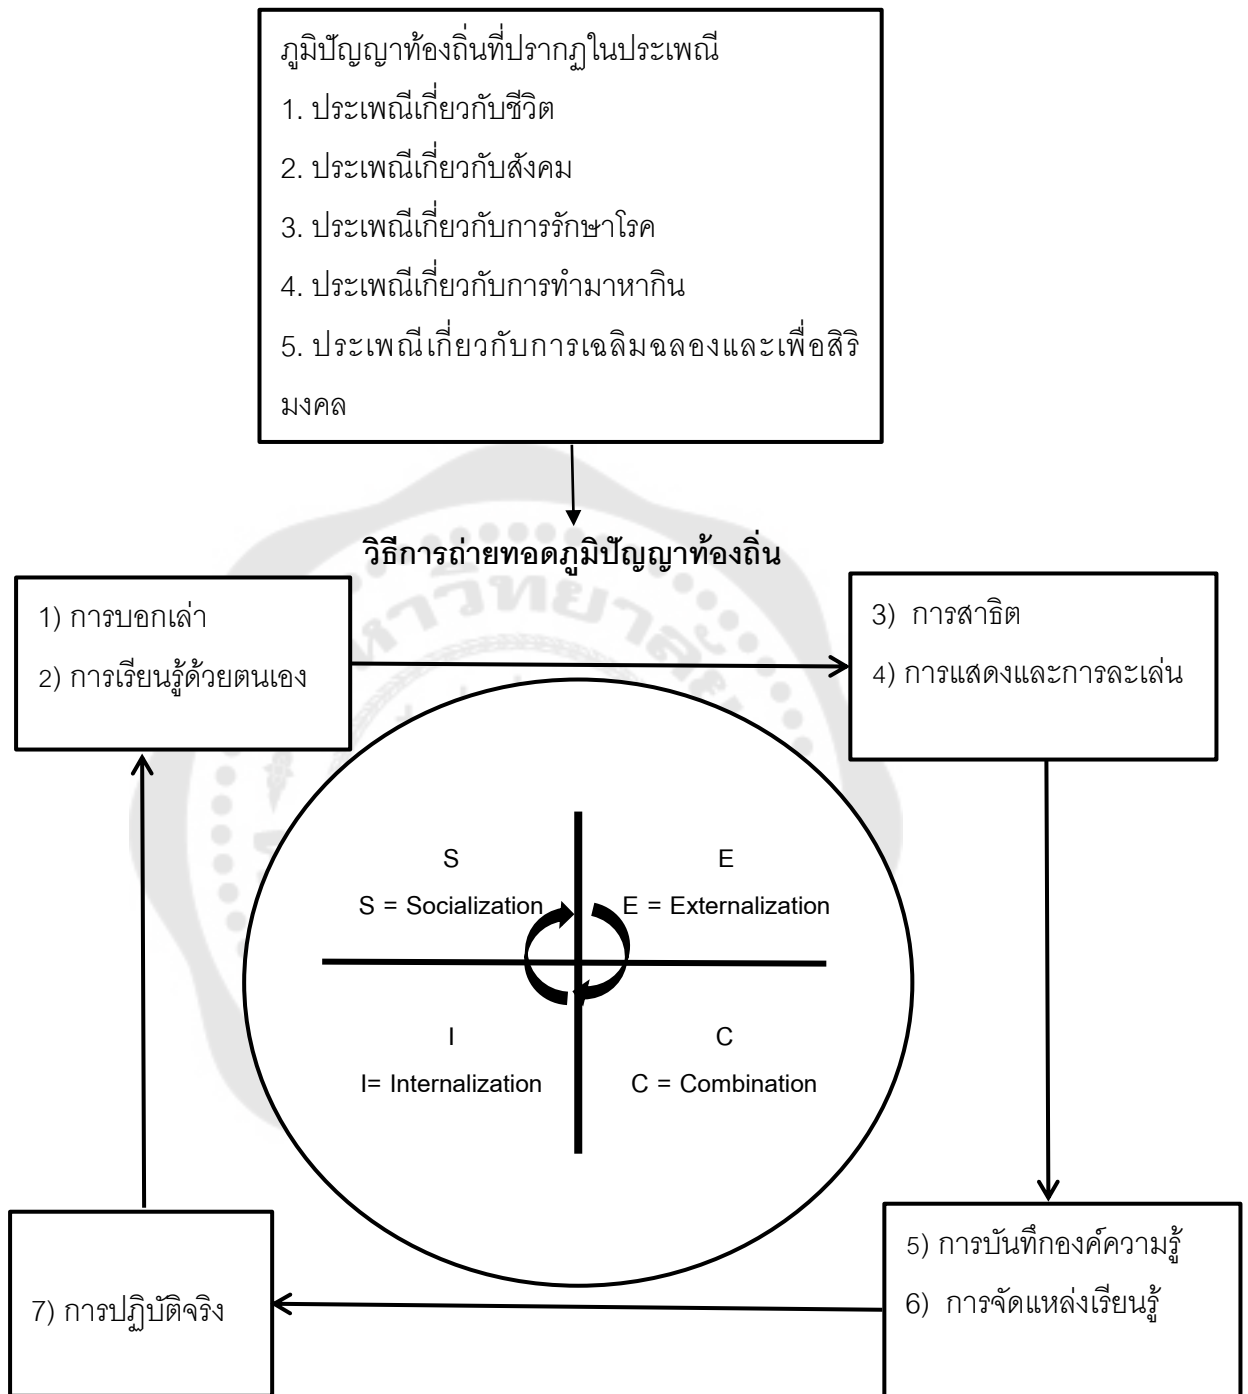 ภูมิปัญญาท้องถิ่นที่ปรากฏในประเพณี
1. ประเพณีเกี่ยวกับชีวิต
2. ประเพณีเกี่ยวกับสังคม
3. ประเพณีเกี่ยวกับการรักษาโรค
4. ประเพณีเกี่ยวกับการทำมาหากิน
5. ประเพณีเกี่ยวกับการเฉลิมฉลองและเพื่อสิริ
มงคล
วิธีการถ่ายทอดภูมิปัญญาท้องถิ่น
1) การบอกเล่า
2) การเรียนรู้ด้วยตนเอง
3) การสาธิต
4) การแสดงและการละเล่น
S
S = Socialization
E
E = Externalization
I
I= Internalization
C
C = Combination
7) การปฏิบัติจริง
5) การบันทึกองค์ความรู้
6) การจัดแหล่งเรียนรู้